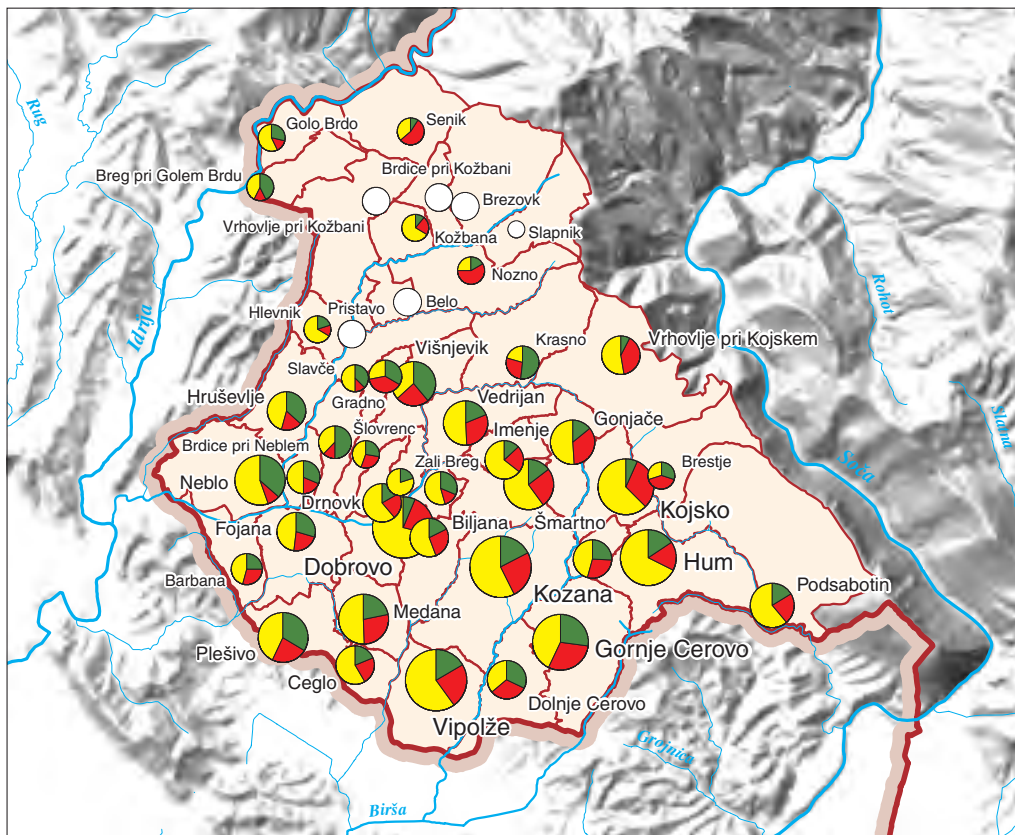 Rug
Golo Brdo
Senik
Brdice pri Kožbani
Breg pri Golem Brdu
Brezovk
Vrhovlje pri Kožbani
Kožbana
Slapnik
Nozno
Idrija
Rohot
Belo
Hlevnik
Pristavo
Krasno
Vrhovlje pri Kojskem
Višnjevik
Slavče
Gradno
Hruševlje
Vedrijan
Gonjače
Slama
Šlovrenc
Imenje
Brdice pri Neblem
Zali Breg
Brestje
Soča
Neblo
Drnovk
Kojsko
Fojana
Biljana
Šmartno
Dobrovo
Hum
Barbana
Kozana
Podsabotin
Medana
Plešivo
Gornje Cerovo
Ceglo
Dolnje Cerovo
Vipolže
Grojnica
Birša